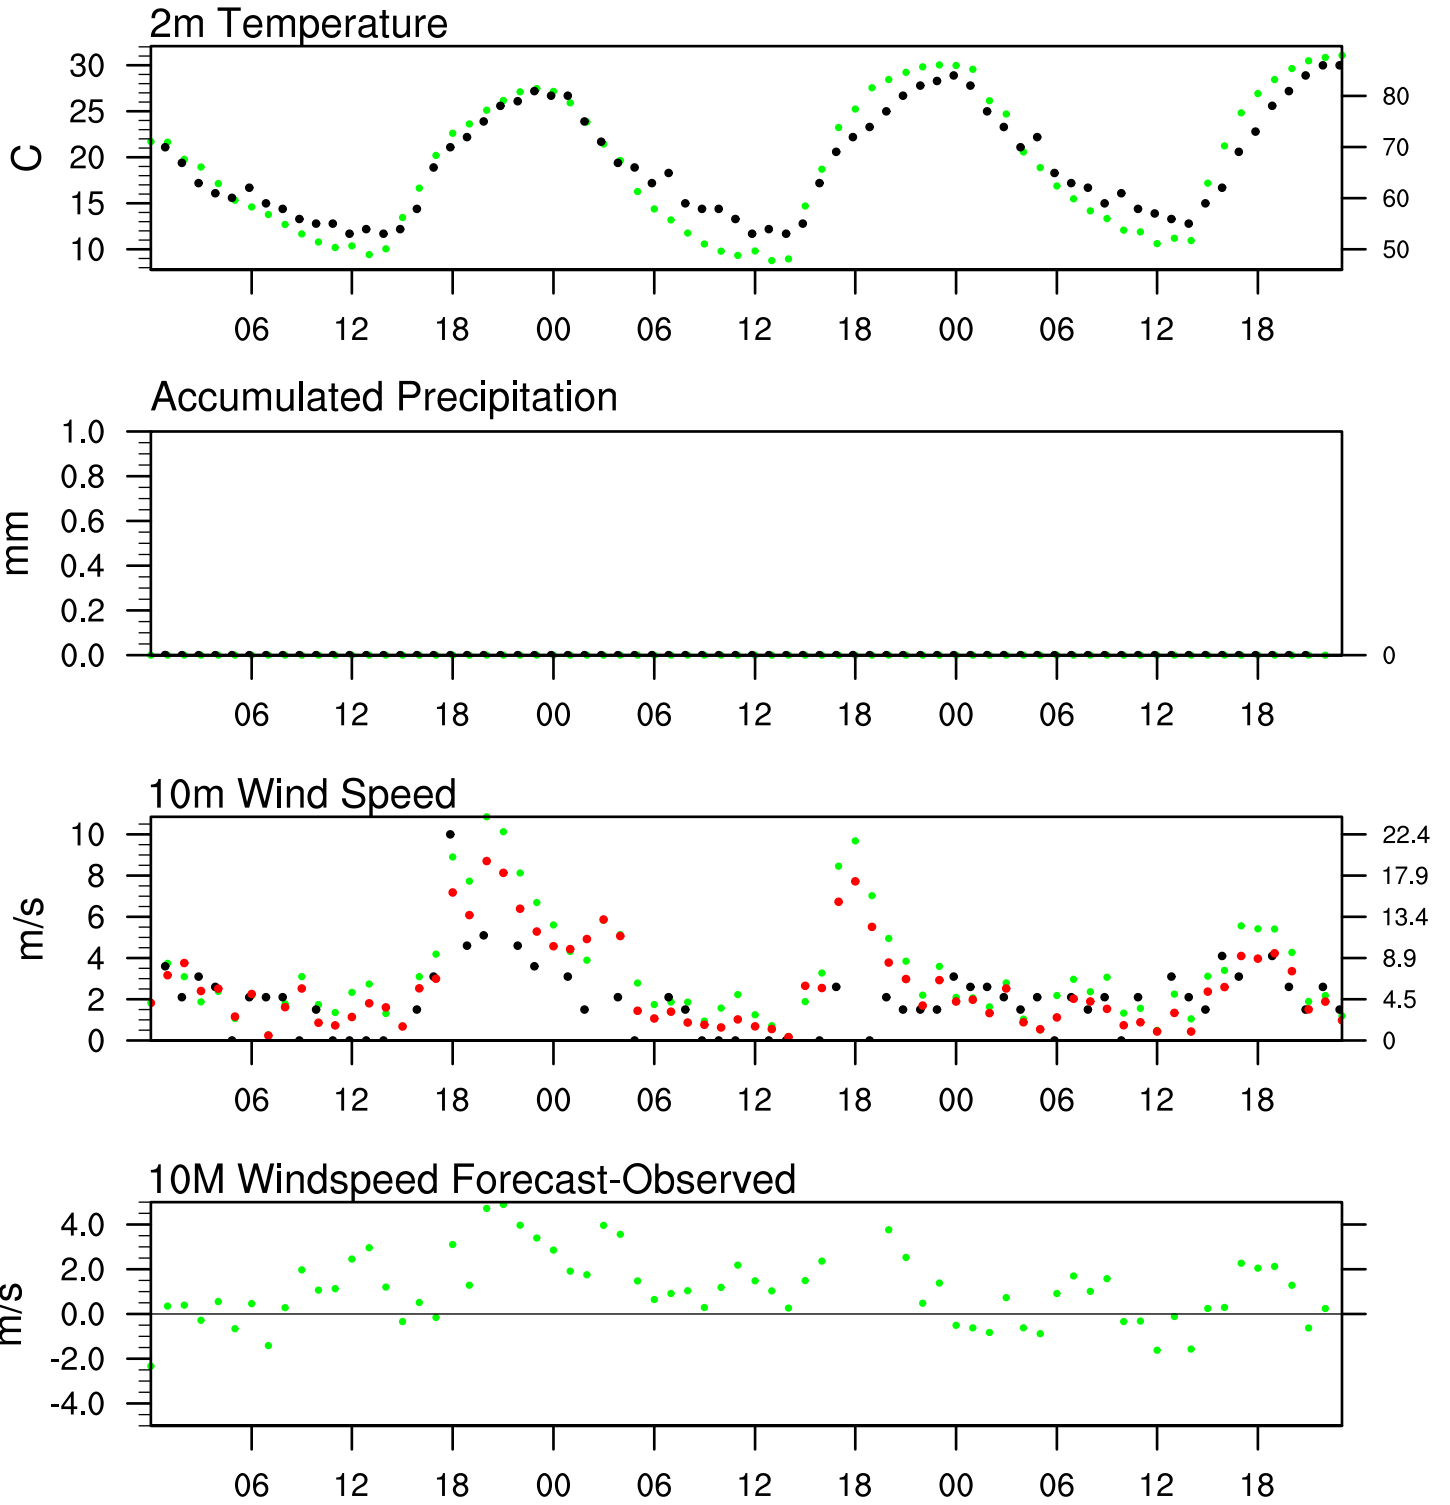 2m Temperature
30
25
20
15
10
C
80
70
60
50
06 12 18 00 06 12 18 00 06 12 18
Accumulated Precipitation
1.0
0.8
0.6
0.4
0.2
0.0
mm
0
06 12 18 00 06 12 18 00 06 12 18
10m Wind Speed
10
8
6
4
2
0
m/s
22.4
17.9
13.4
8.9
4.5
0
06 12 18 00 06 12 18 00 06 12 18
10M Windspeed Forecast-Observed
4.0
2.0
0.0
-2.0
-4.0
m/s
06 12 18 00 06 12 18 00 06 12 18